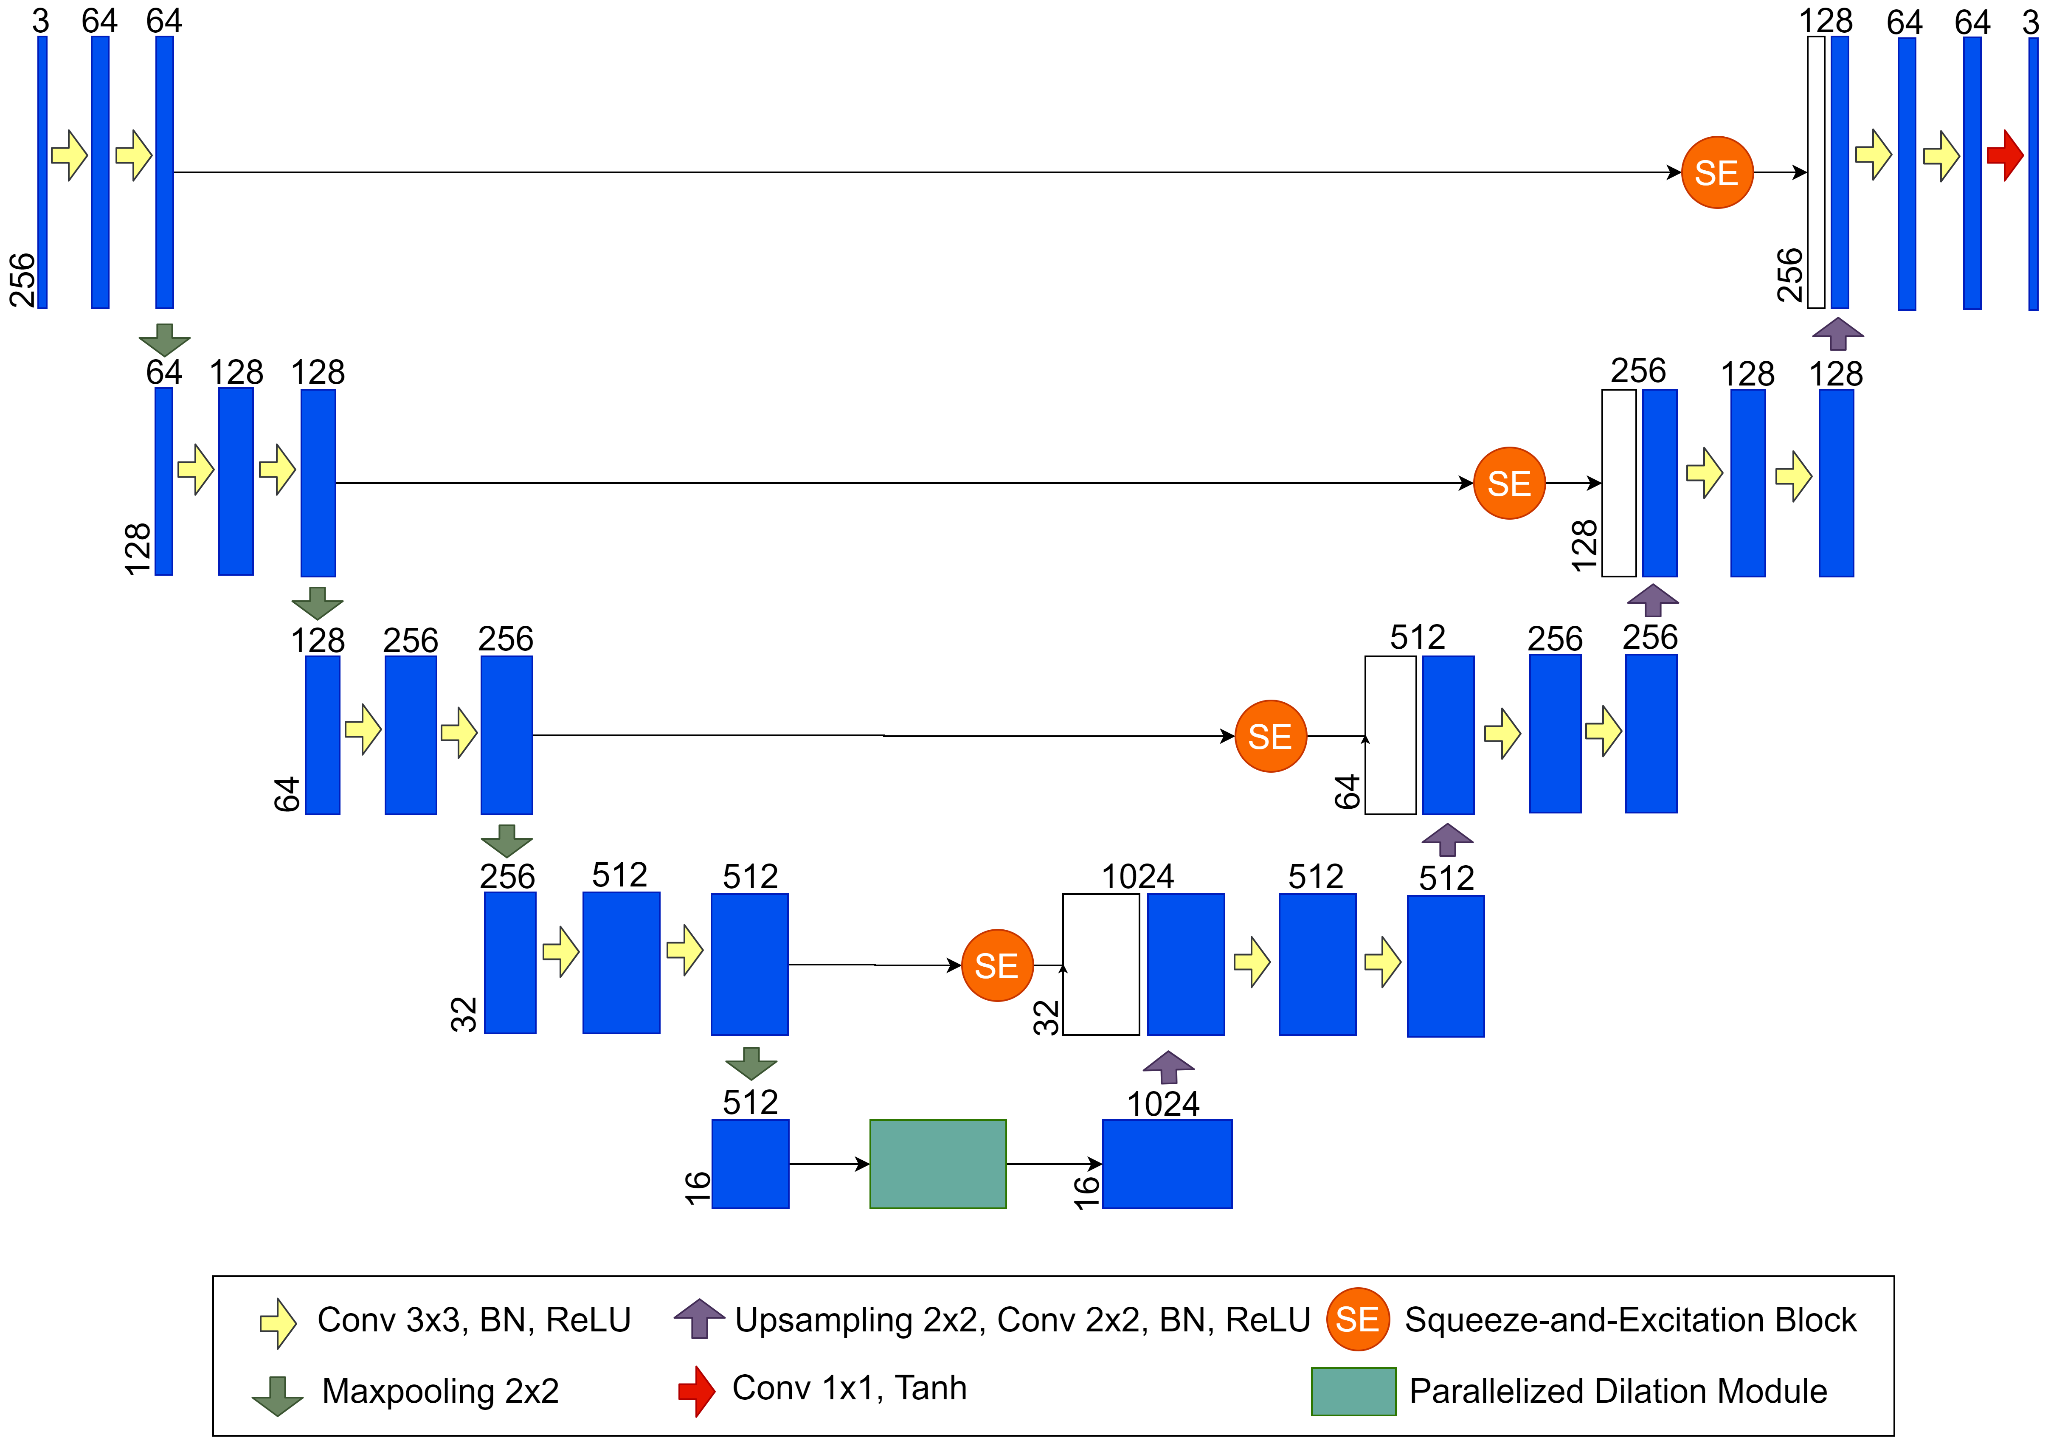 3 64 64
128 64 64 3
SE
256
256
64 128 128
256 128 128
SE
128
128
128 256 256
512 256 256
SE
64
64
256 512 512
1024 512 512
SE
32
32
512
1024
16
16
Conv 3x3, BN, ReLU
Upsampling 2x2, Conv 2x2, BN, ReLU
SE Squeeze-and-Excitation Block
Maxpooling 2x2
Conv 1x1, Tanh
Parallelized Dilation Module